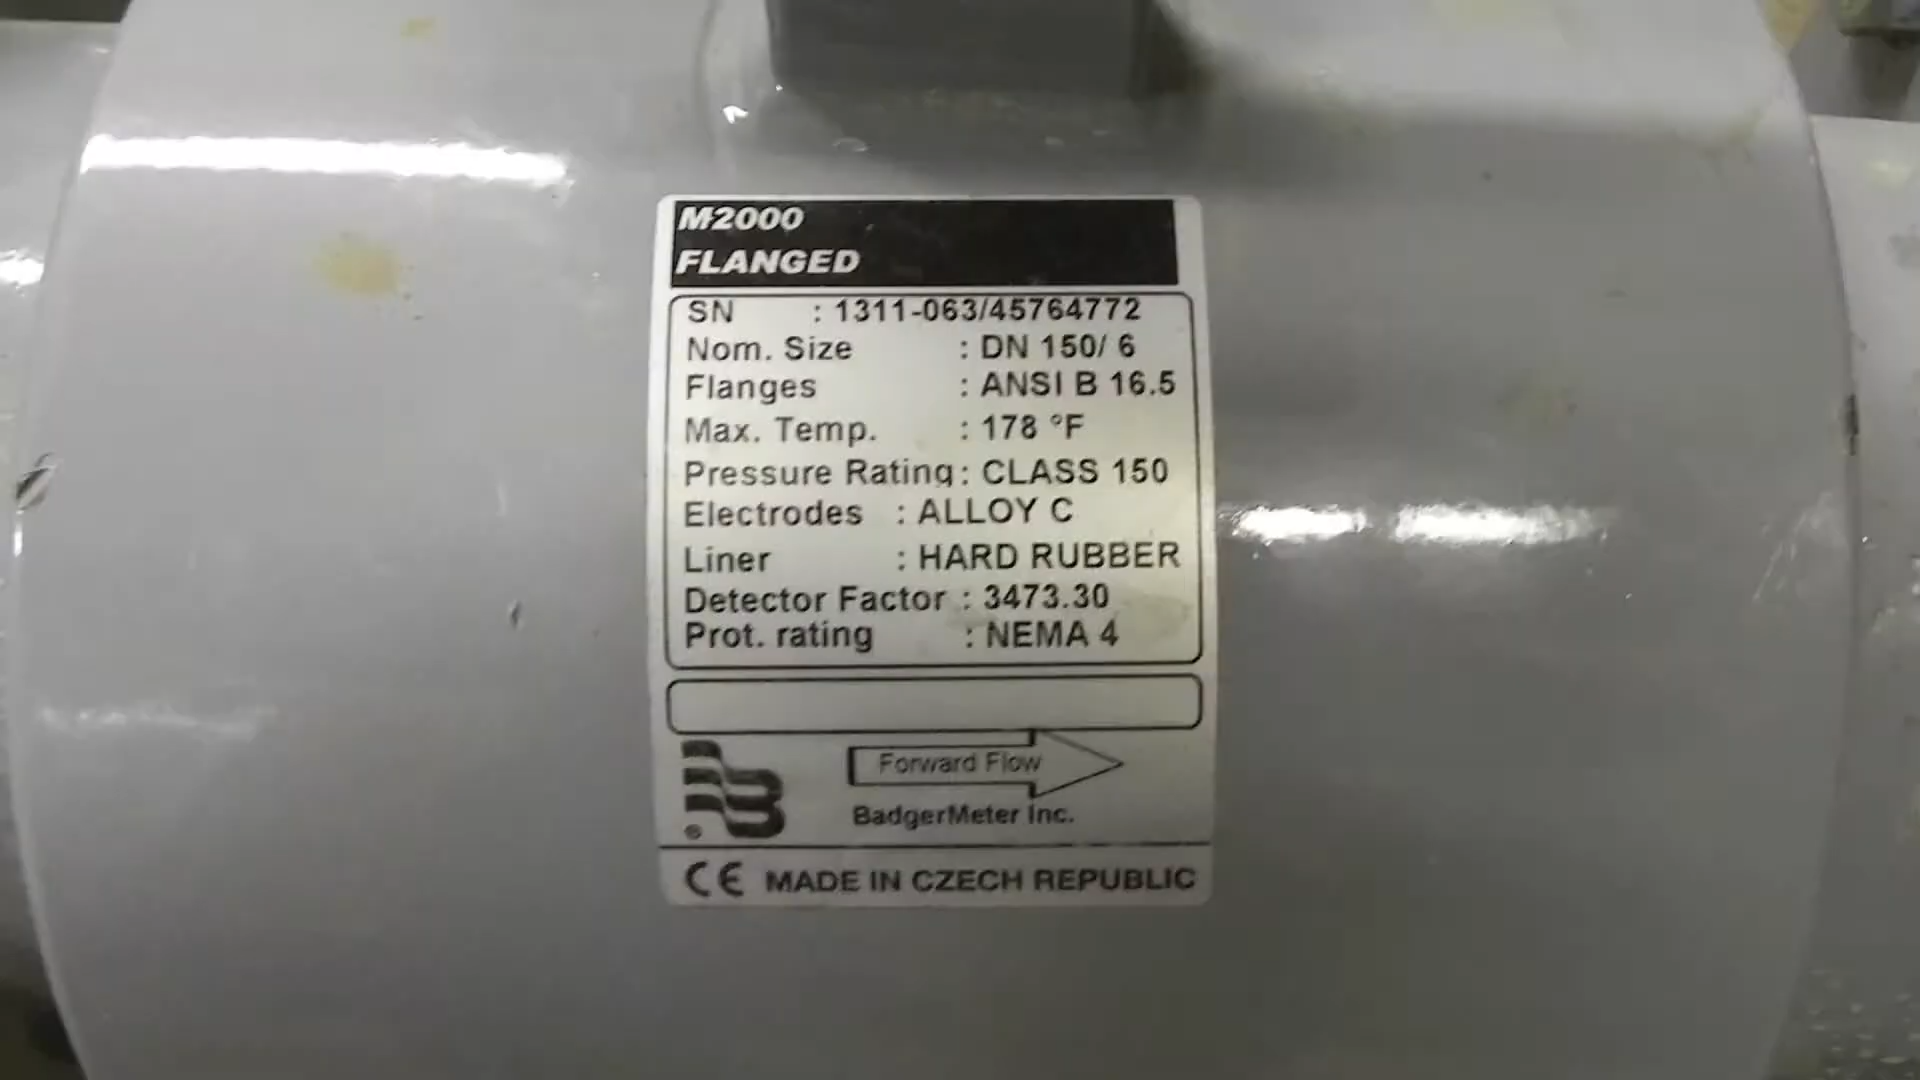 M2000
FLANGED
SN : 1311-063/45764772
Nom. Size : DN 150/ 6
Flanges : ANSI B 16.5
Max. Temp. : 178 °F
Pressure Rating : CLASS 150
Electrodes : ALLOY C
Liner : HARD RUBBER
Detector Factor : 3473.30
Prot. rating : NEMA 4
Forward Flow
®
BadgerMeter Inc.
CE MADE IN CZECH REPUBLIC